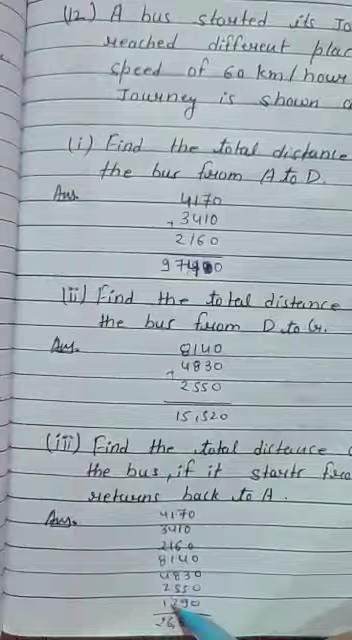 (12) A bus started its Jo
reached different plac
speed of 60 km/hour
Journey is shown
(i) Find the total distance
the bus from A to D.
Ans. 4170
+ 3410
2160
(ii) Find the total distance
the bus from D to G.
Ans. 8140
+ 4830
2550
15,520
(iii) Find the total distance
the bus, if it starts fro
returns back to A.
Ans. 4170
3410
2160
8140
4830
2550
1290